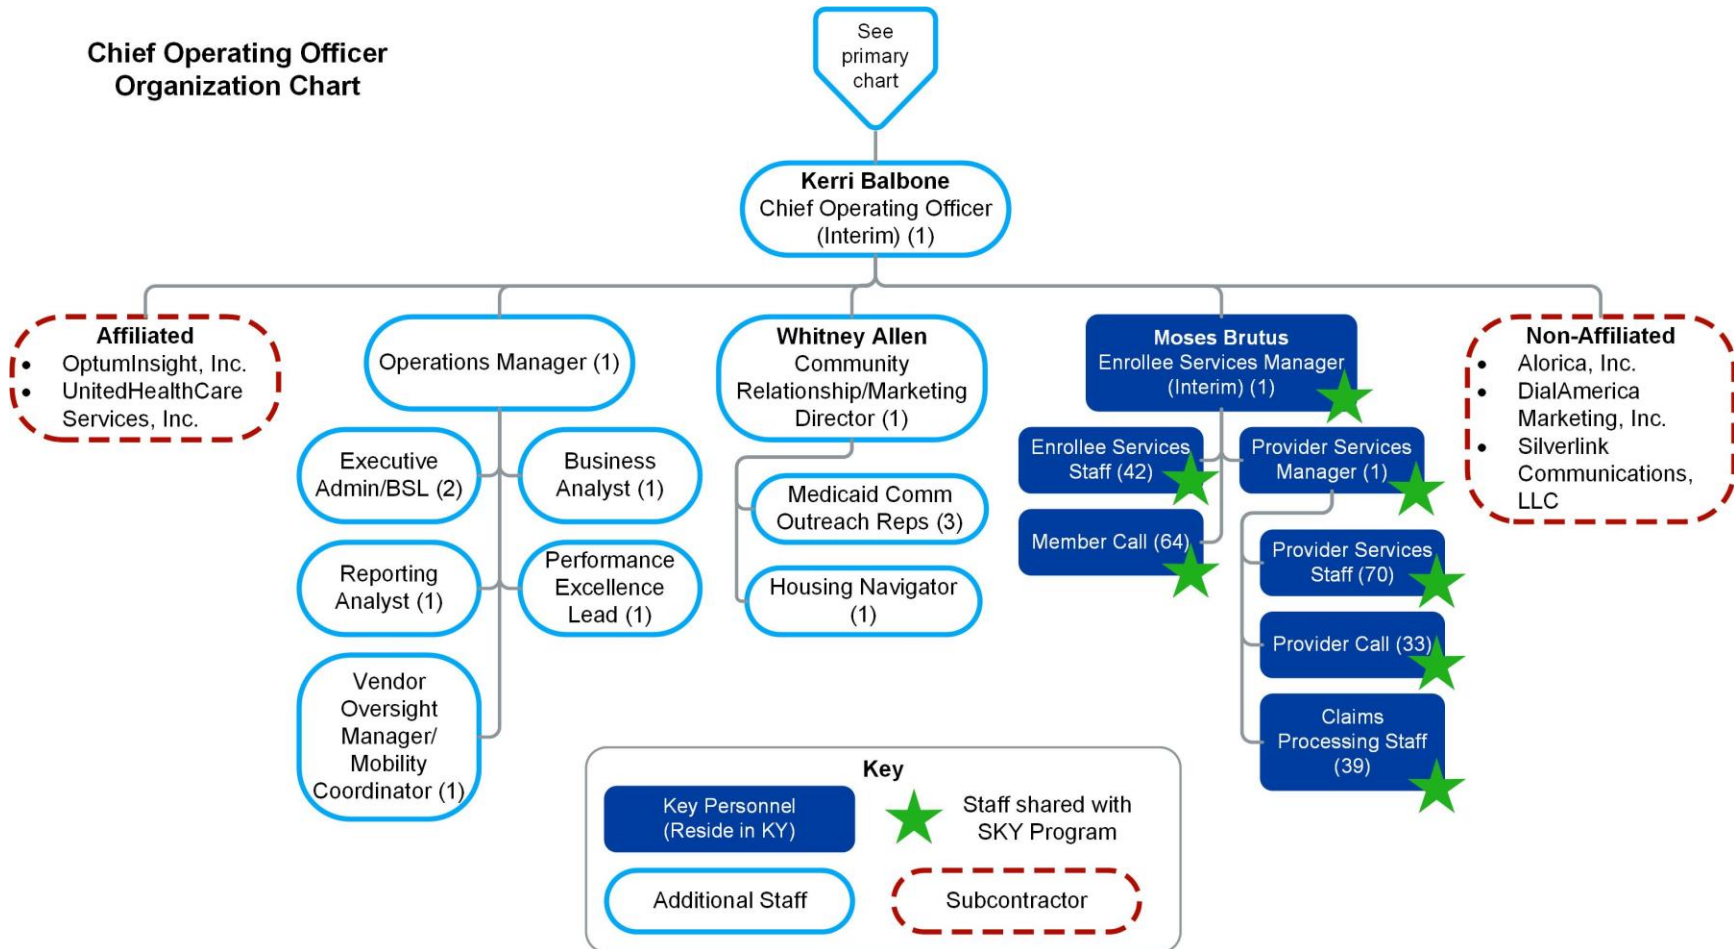 Chief Operating Officer
Organization Chart
See
primary
chart
Kerri Balbone
Chief Operating Officer
(Interim) (1)
Affiliated
• OptumInsight, Inc.
• UnitedHealthCare
Services, Inc.
Operations Manager (1)
Executive
Admin/BSL (2)
Business
Analyst (1)
Reporting
Analyst (1)
Performance
Excellence
Lead (1)
Vendor
Oversight
Manager/
Mobility
Coordinator (1)
Whitney Allen
Community
Relationship/Marketing
Director (1)
Medicaid Comm
Outreach Reps (3)
Housing Navigator
(1)
Moses Brutus
Enrollee Services Manager
(Interim) (1)
Enrollee Services
Staff (42)
Member Call (64)
Provider Services
Manager (1)
Provider Services
Staff (70)
Provider Call (33)
Claims
Processing Staff
(39)
Non-Affiliated
• Alorica, Inc.
• DialAmerica
Marketing, Inc.
• Silverlink
Communications,
LLC
Key
Key Personnel
(Reside in KY)
Staff shared with
SKY Program
Additional Staff
Subcontractor